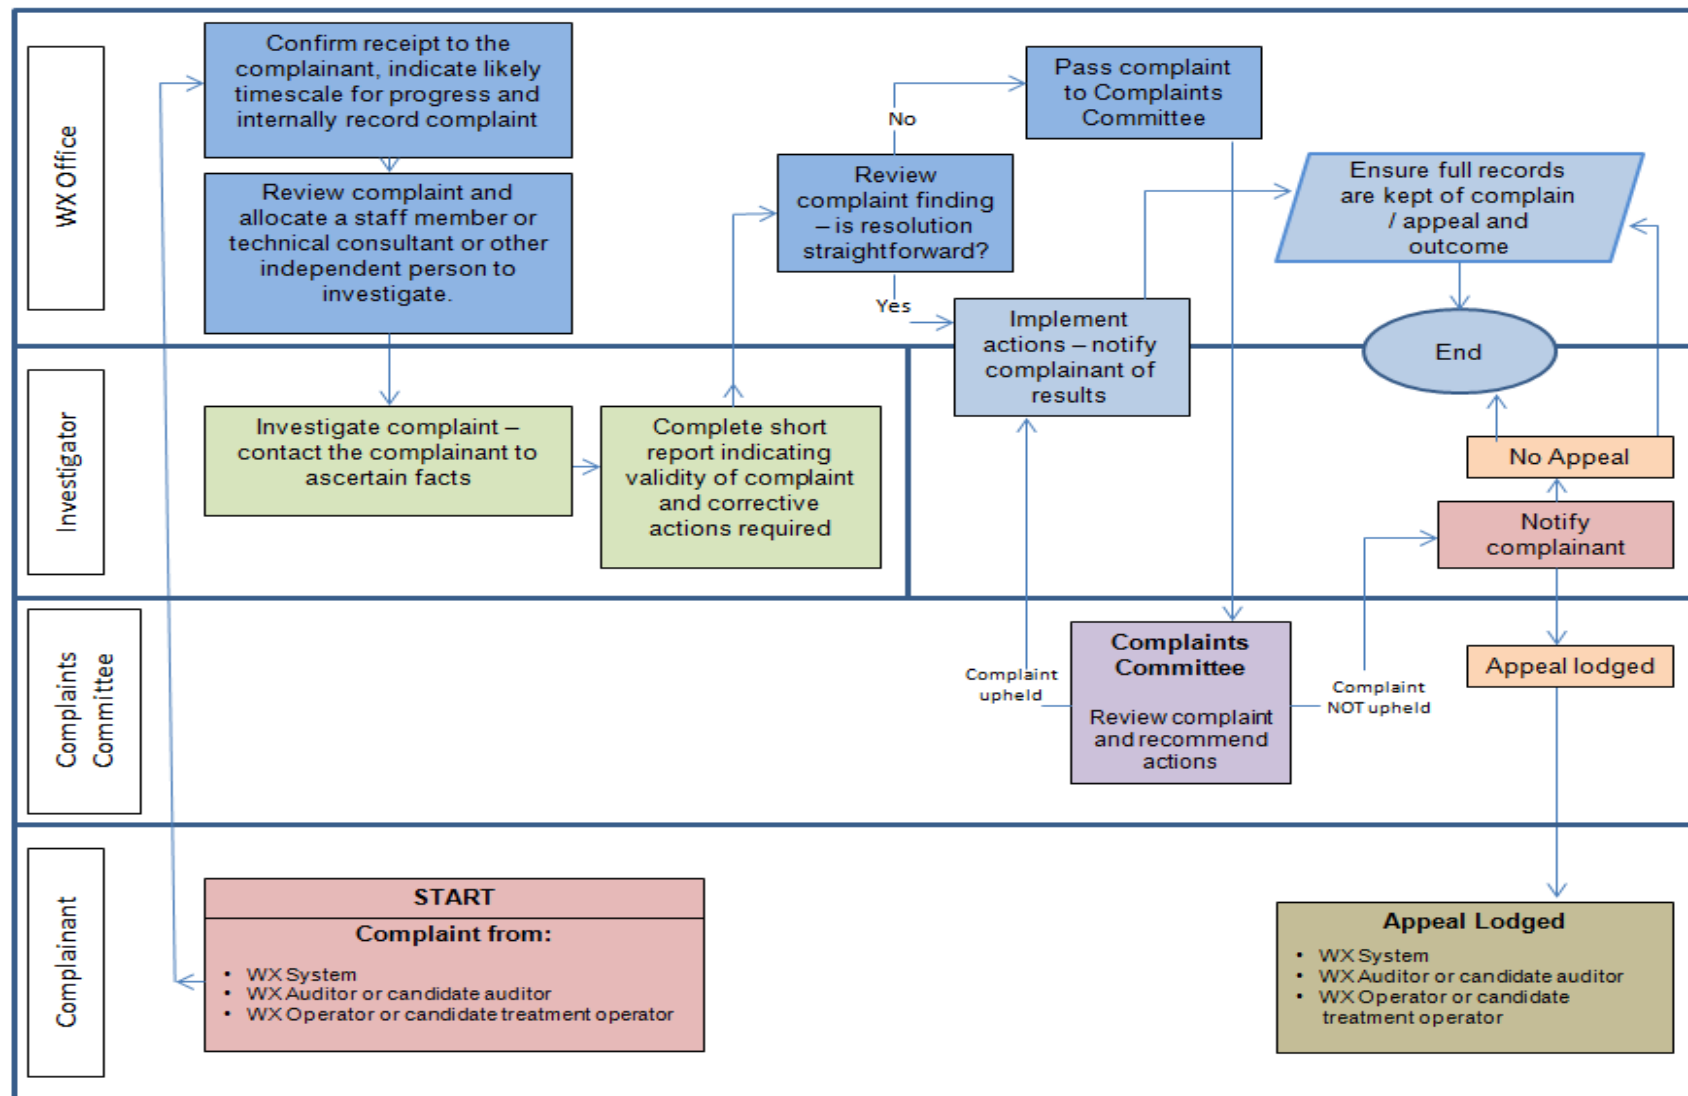 WX Office
Confirm receipt to the
complainant, indicate likely
timescale for progress and
internally record complaint
Review complaint and
allocate a staff member or
technical consultant or other
independent person to
investigate.
Review
complaint finding
– is resolution
straightforward?
No
Yes
Pass complaint
to Complaints
Committee
Implement
actions – notify
complainant of
results
Ensure full records
are kept of complain
/ appeal and
outcome
End
Investigator
Investigate complaint –
contact the complainant to
ascertain facts
Complete short
report indicating
validity of complaint
and corrective
actions required
No Appeal
Notify
complainant
Complaints
Committee
Complaint
upheld
Complaints
Committee
Review complaint
and recommend
actions
Complaint
NOT upheld
Appeal lodged
Complainant
START
Complaint from:
• WX System
• WX Auditor or candidate auditor
• WX Operator or candidate treatment operator
Appeal Lodged
• WX System
• WX Auditor or candidate auditor
• WX Operator or candidate
treatment operator